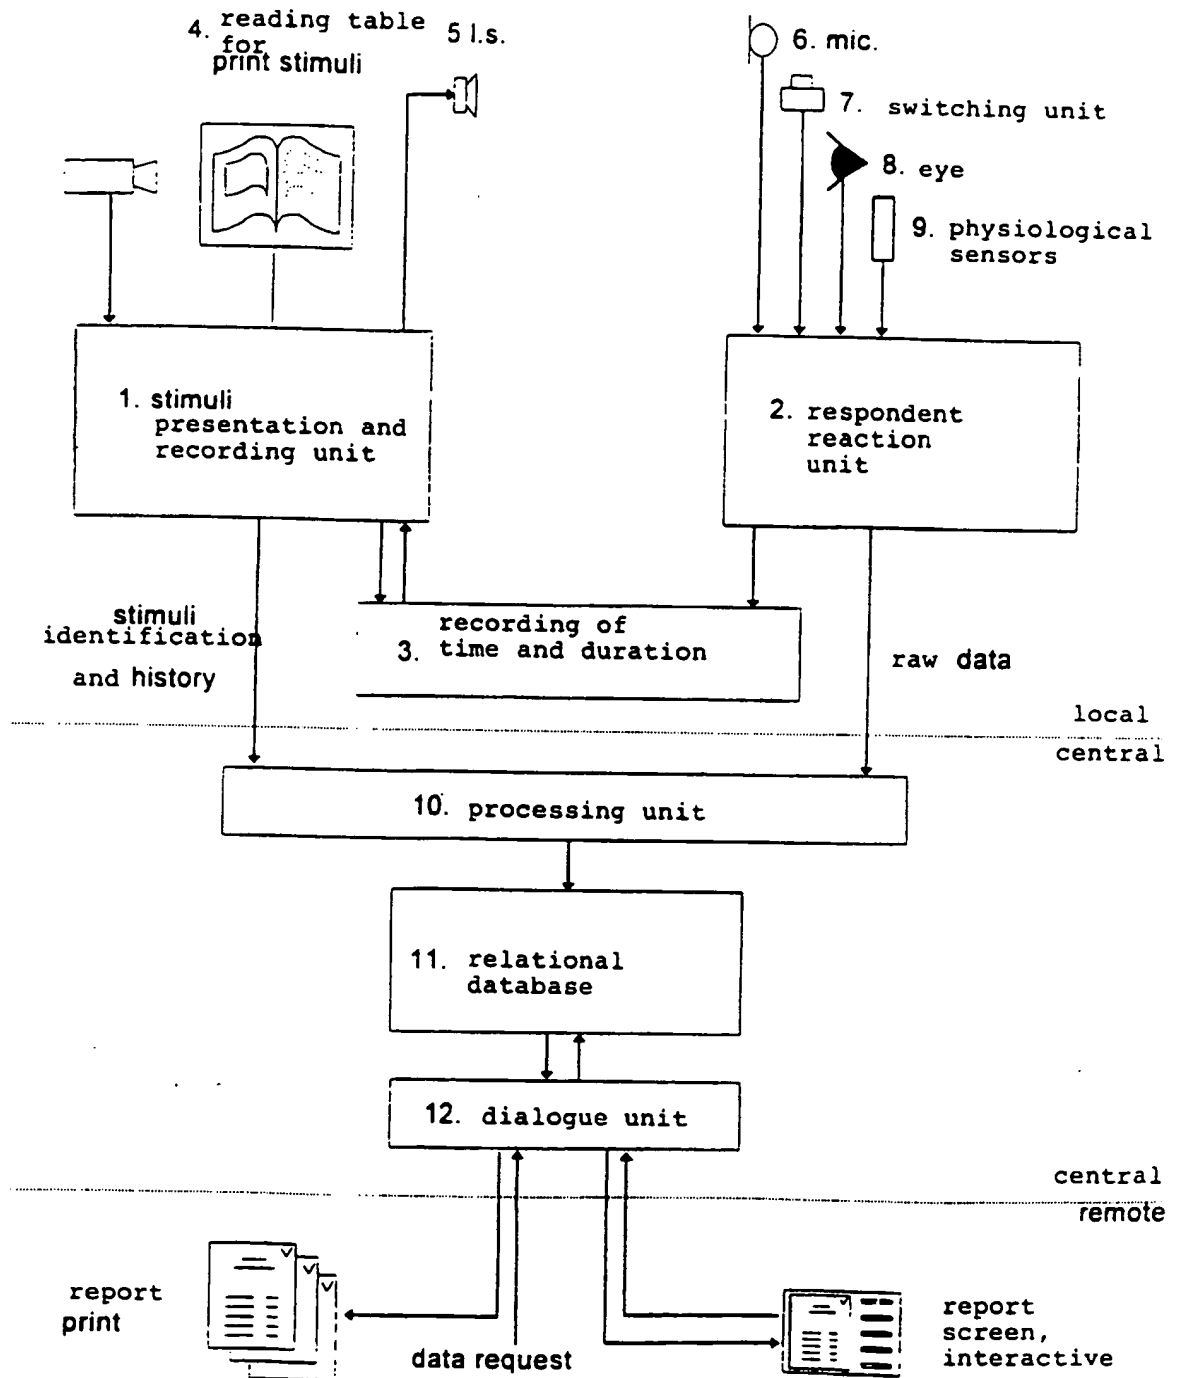 4. reading table
for
print stimuli
5 l.s.
6. mic.
7. switching unit
8. eye
9. physiological
sensors
1. stimuli
presentation and
recording unit
2. respondent
reaction
unit
stimuli
identification
and history
3. recording of
time and duration
raw data
local
central
10. processing unit
11. relational
database
12. dialogue unit
central
remote
report
print
data request
report
screen,
interactive